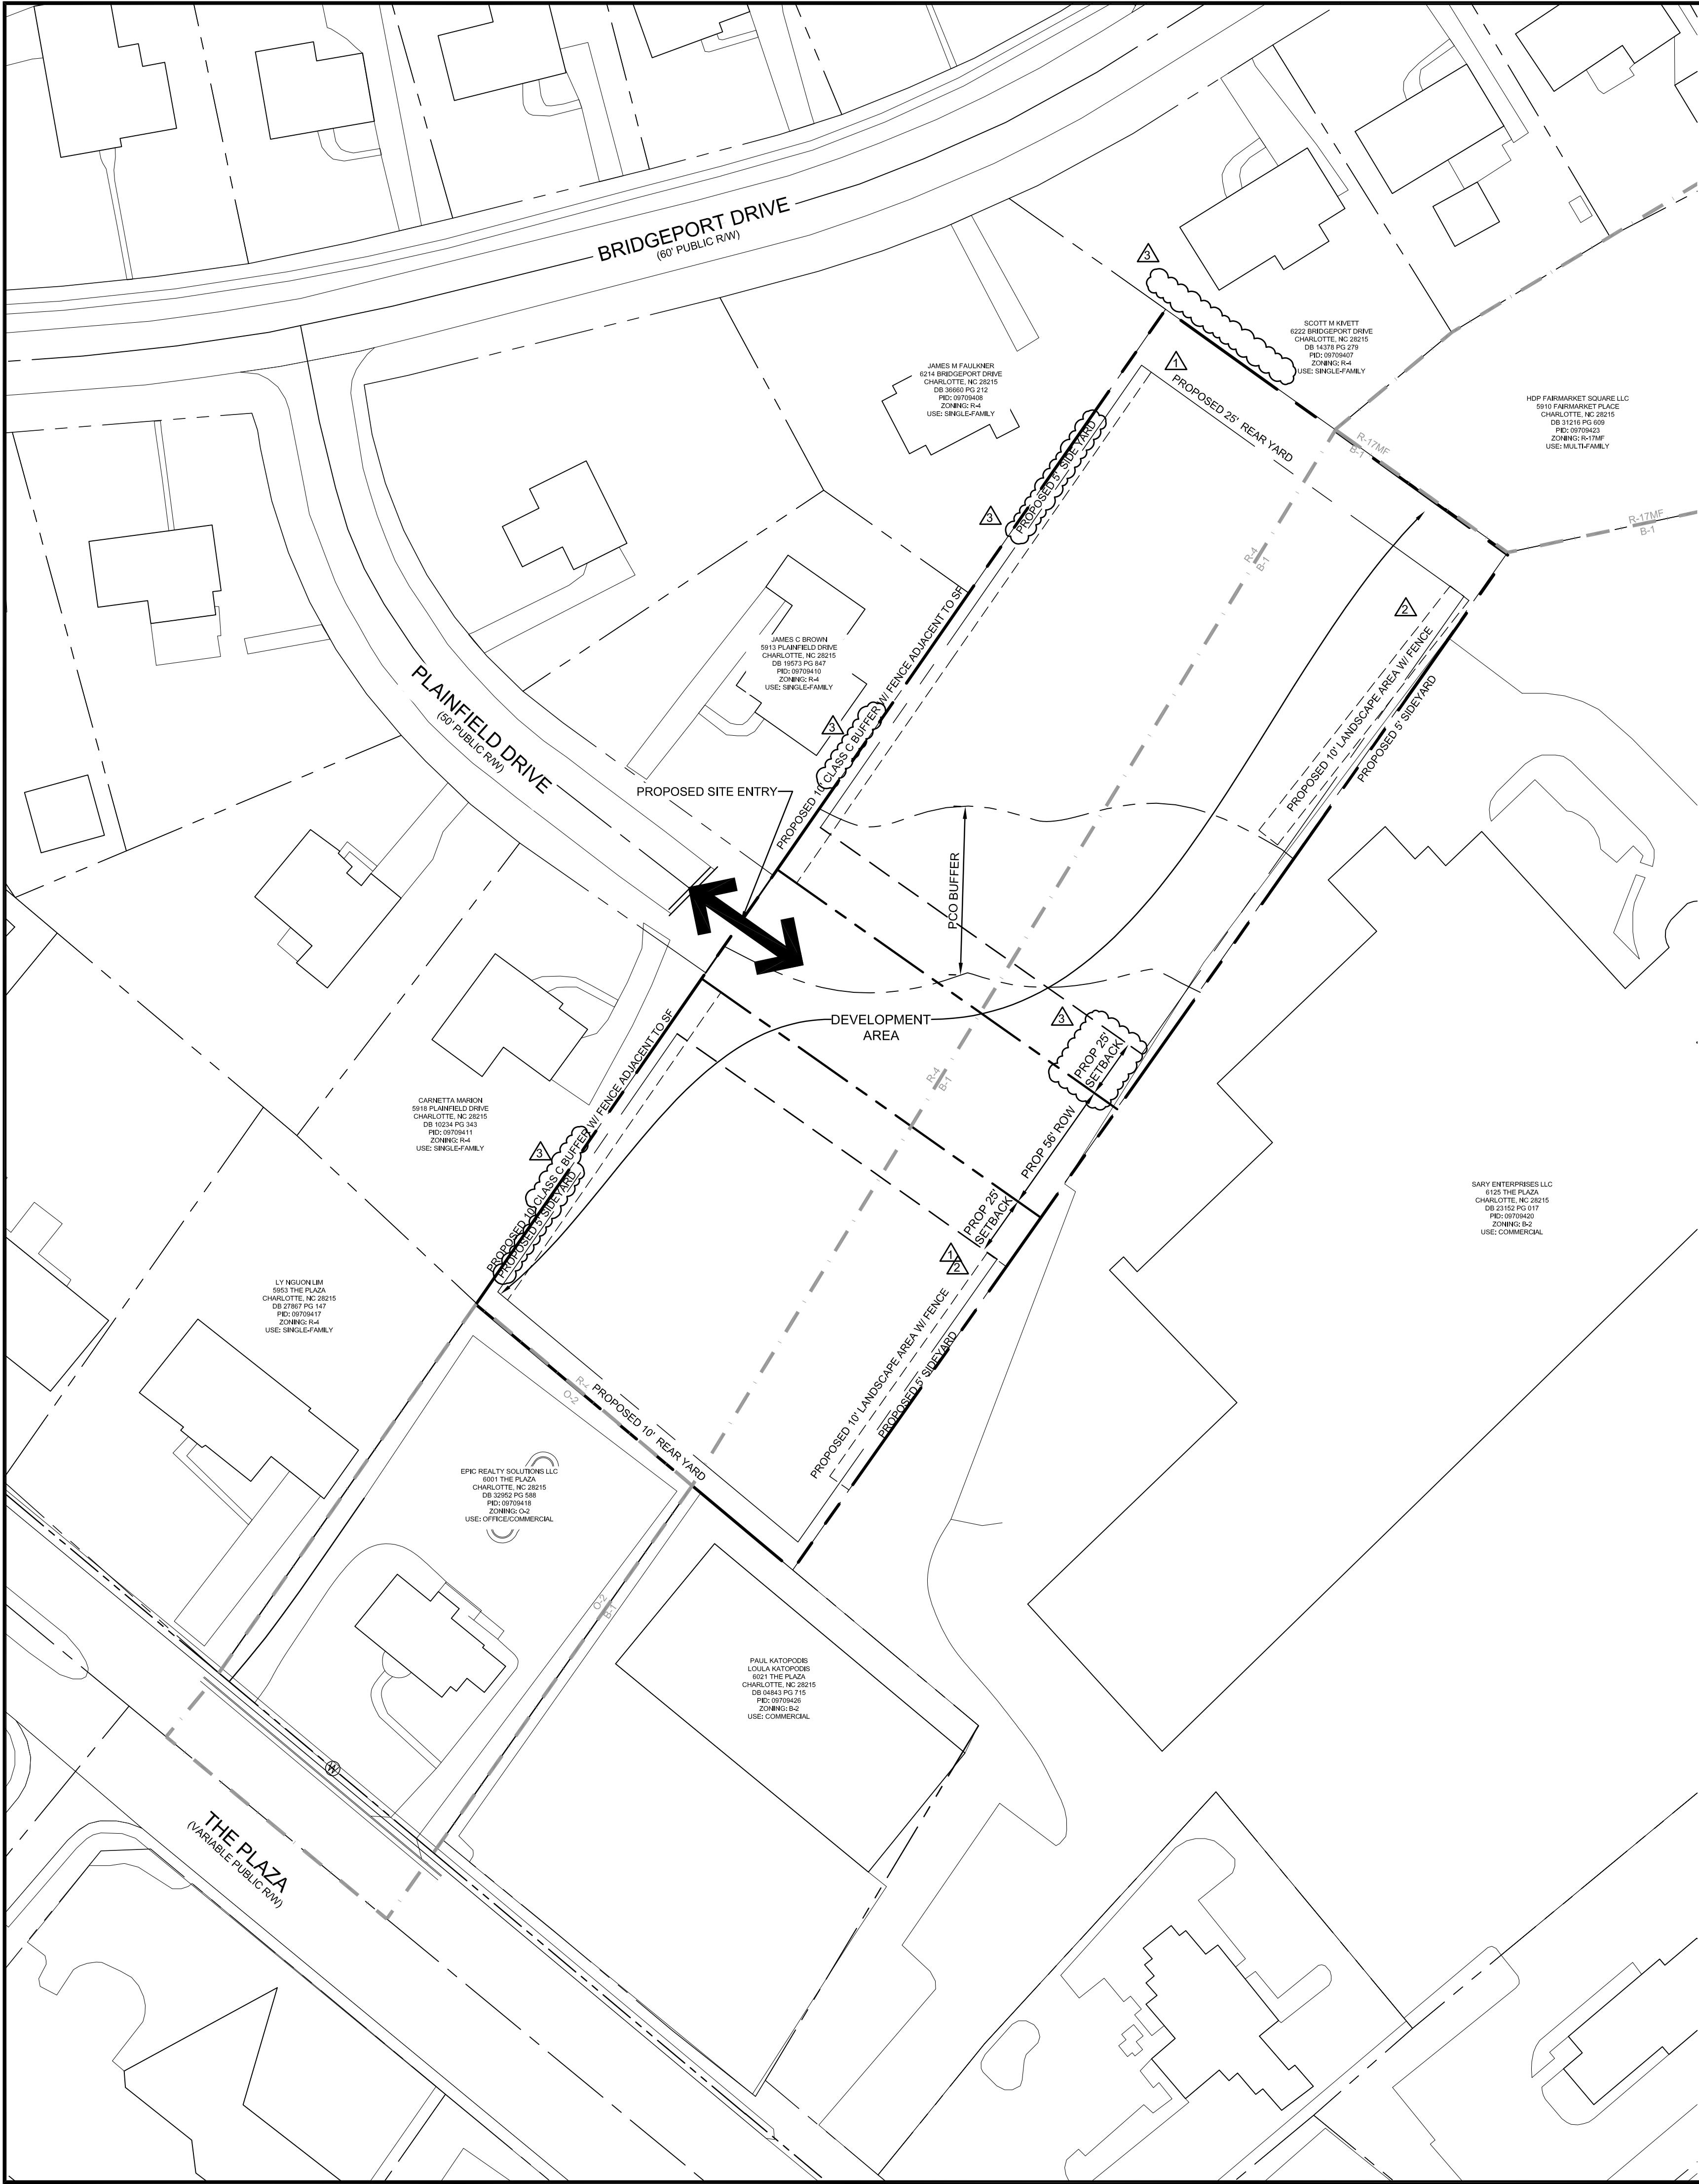 BRIDGEPORT DRIVE
(60' PUBLIC R/W)
3
SCOTT M KIVETT
6222 BRIDGEPORT DRIVE
CHARLOTTE, NC 28215
DB 14378 PG 279
PID: 09709407
ZONING: R-4
USE: SINGLE-FAMILY
JAMES M FAULKNER
6214 BRIDGEPORT DRIVE
CHARLOTTE, NC 28215
DB 36660 PG 212
PID: 09709408
ZONING: R-4
USE: SINGLE-FAMILY
1
PROPOSED 25' REAR YARD
HDP FAIRMARKET SQUARE LLC
5910 FAIRMARKET PLACE
CHARLOTTE, NC 28215
DB 31216 PG 609
PID: 09709423
ZONING: R-17MF
USE: MULTI-FAMILY
R-17MF
B-1
R-17MF
B-1
PROPOSED 5' SIDEYARD
3
R-4
B-1
2
JAMES C BROWN
5913 PLAINFIELD DRIVE
CHARLOTTE, NC 28215
DB 19573 PG 847
PID: 09709410
ZONING: R-4
USE: SINGLE-FAMILY
PROPOSED 10' CLASS C BUFFER W/ FENCE ADJACENT TO SF
3
PROPOSED 10' LANDSCAPE AREA W/ FENCE
PROPOSED 5' SIDEYARD
PLAINFIELD DRIVE
(50' PUBLIC R/W)
PROPOSED SITE ENTRY
PCO BUFFER
DEVELOPMENT
AREA
3
PROP 25'
SETBACK
R-4
B-1
PROP 56' ROW
CARNETTA MARION
5918 PLAINFIELD DRIVE
CHARLOTTE, NC 28215
DB 10234 PG 343
PID: 09709411
ZONING: R-4
USE: SINGLE-FAMILY
3
PROPOSED 10' CLASS C BUFFER W/ FENCE ADJACENT TO SF
PROPOSED 5' SIDEYARD
PROP 25'
SETBACK
1
2
SARY ENTERPRISES LLC
6125 THE PLAZA
CHARLOTTE, NC 28215
DB 23152 PG 017
PID: 09709420
ZONING: B-2
USE: COMMERCIAL
LY NGUON LIM
5953 THE PLAZA
CHARLOTTE, NC 28215
DB 27867 PG 147
PID: 09709417
ZONING: R-4
USE: SINGLE-FAMILY
PROPOSED 10' LANDSCAPE AREA W/ FENCE
PROPOSED 5' SIDEYARD
O-2
PROPOSED 10' REAR YARD
EPIC REALTY SOLUTIONS LLC
6001 THE PLAZA
CHARLOTTE, NC 28215
DB 32952 PG 588
PID: 09709418
ZONING: O-2
USE: OFFICE/COMMERCIAL
O-2
B-1
PAUL KATOPODIS
LOULA KATOPODIS
6021 THE PLAZA
CHARLOTTE, NC 28215
DB 04843 PG 715
PID: 09709426
ZONING: B-2
USE: COMMERCIAL
W
THE PLAZA
(VARIABLE PUBLIC R/W)